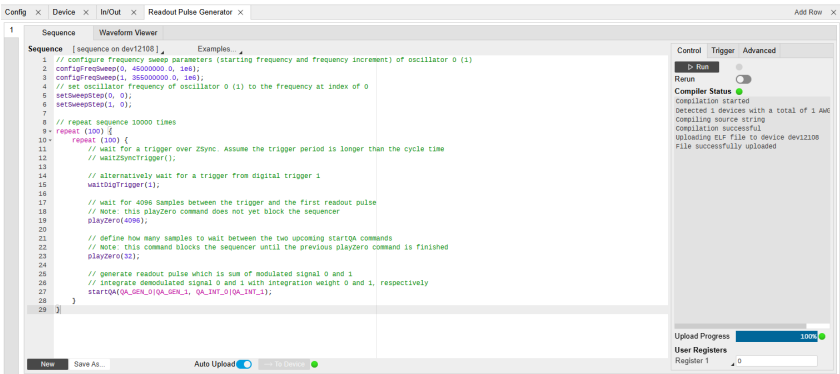 Config × Device × In/Out × Readout Pulse Generator × Add Row ×
1 Sequence Waveform Viewer
Sequence [ sequence on dev12108 ] Examples...
1 // configure frequency sweep parameters (starting frequency and frequency increment) of oscillator 0 (1)
2 configFreqSweep(0, 45000000.0, 1e6);
3 configFreqSweep(1, 355000000.0, 1e6);
4 // set oscillator frequency of oscillator 0 (1) to the frequency at index of 0
5 setSweepStep(0, 0);
6 setSweepStep(1, 0);
7
8 // repeat sequence 10000 times
9 repeat (100) {
10 repeat (100) {
11 // wait for a trigger over ZSync. Assume the trigger period is longer than the cycle time
12 // waitZSyncTrigger();
13
14 // alternatively wait for a trigger from digital trigger 1
15 waitDigTrigger(1);
16
17 // wait for 4096 Samples between the trigger and the first readout pulse
18 // Note: this playZero command does not yet block the sequencer
19 playZero(4096);
20
21 // define how many samples to wait between the two upcoming startQA commands
22 // Note: this command blocks the sequencer until the previous playZero command is finished
23 playZero(32);
24
25 // generate readout pulse which is sum of modulated signal 0 and 1
26 // integrate demodulated signal 0 and 1 with integration weight 0 and 1, respectively
27 startQA(QA_GEN_0|QA_GEN_1, QA_INT_0|QA_INT_1);
28 }
29 }
New Save As... Auto Upload To Device
Control Trigger Advanced
Run
Rerun
Compiler Status
Compilation started
Detected 1 devices with a total of 1 AWG
Compiling source string
Compilation successful
Uploading ELF file to device dev12108
File successfully uploaded
Upload Progress 100%
User Registers
Register 1 0